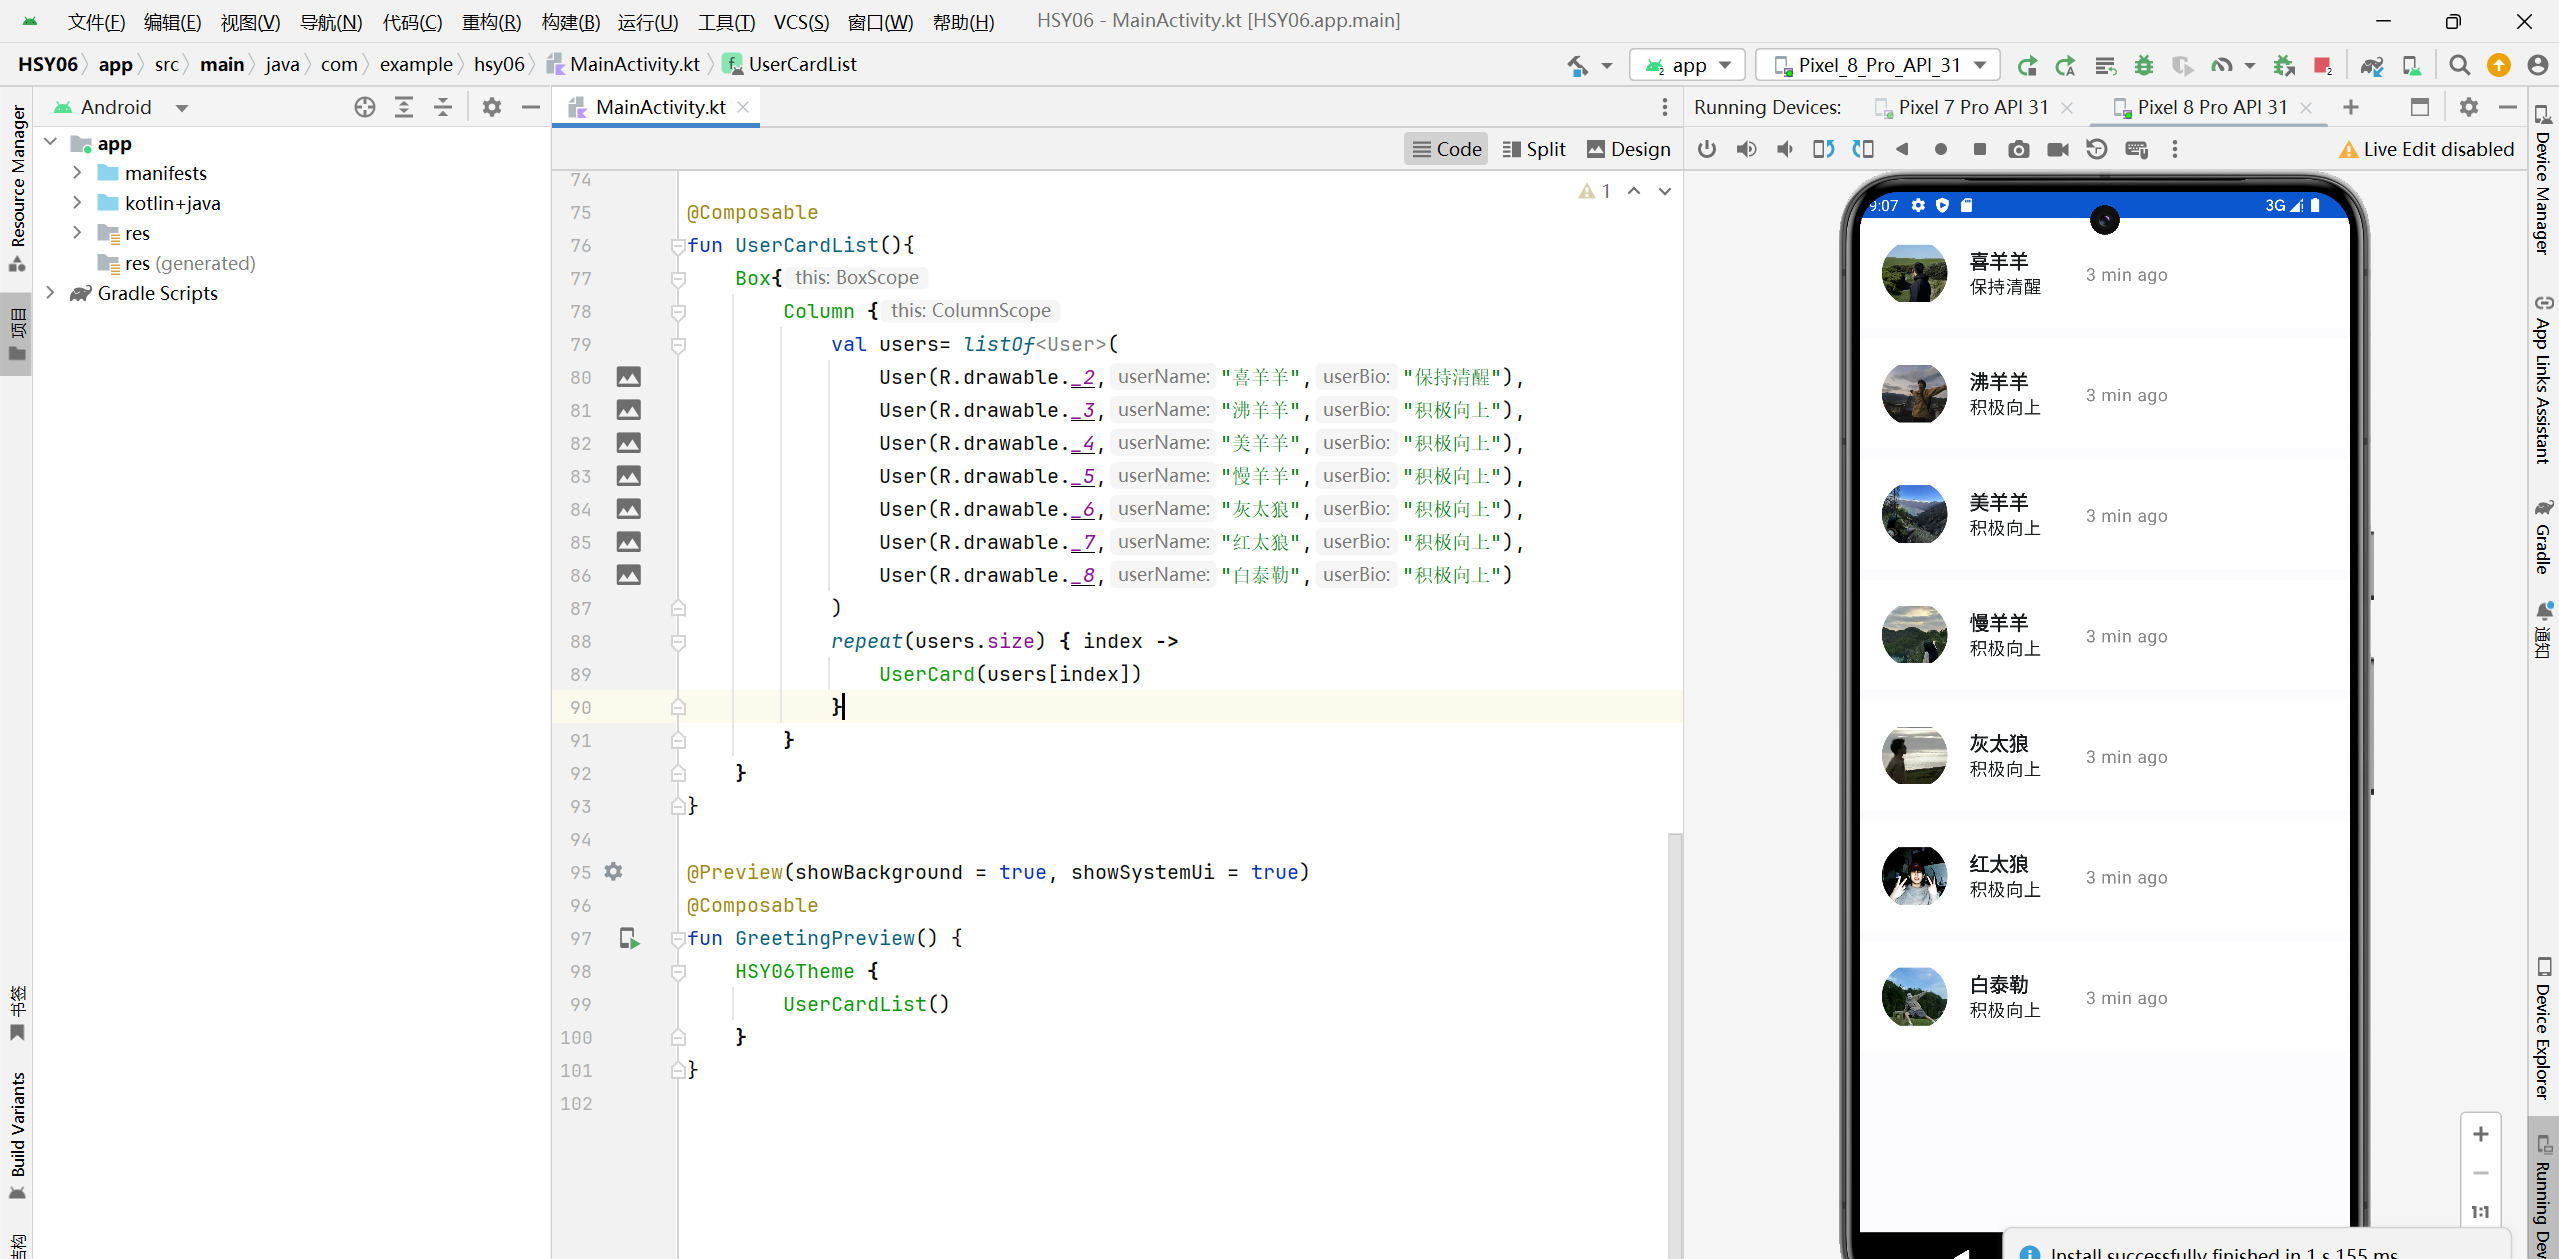 文件(F) 编辑(E) 视图(V) 导航(N) 代码(C) 重构(R) 构建(B) 运行(U) 工具(T) VCS(S) 窗口(W) 帮助(H) HSY06 - MainActivity.kt [HSY06.app.main]
HSY06 app src main java com example hsy06 MainActivity.kt UserCardList app Pixel_8_Pro_API_31
Android
MainActivity.kt
Running Devices: Pixel 7 Pro API 31 Pixel 8 Pro API 31
Code Split Design
Live Edit disabled
Resource Manager
项目
书签
Build Variants
结构
app
manifests
kotlin+java
res
res (generated)
Gradle Scripts
1
74
75 @Composable
76 fun UserCardList(){
77 Box{ this: BoxScope
78 Column { this: ColumnScope
79 val users= listOf<User>(
80 User(R.drawable._2, userName: "喜羊羊", userBio: "保持清醒"),
81 User(R.drawable._3, userName: "沸羊羊", userBio: "积极向上"),
82 User(R.drawable._4, userName: "美羊羊", userBio: "积极向上"),
83 User(R.drawable._5, userName: "慢羊羊", userBio: "积极向上"),
84 User(R.drawable._6, userName: "灰太狼", userBio: "积极向上"),
85 User(R.drawable._7, userName: "红太狼", userBio: "积极向上"),
86 User(R.drawable._8, userName: "白泰勒", userBio: "积极向上")
87 )
88 repeat(users.size) { index ->
89 UserCard(users[index])
90 }
91 }
92 }
93 }
94
95 @Preview(showBackground = true, showSystemUi = true)
96 @Composable
97 fun GreetingPreview() {
98 HSY06Theme {
99 UserCardList()
100 }
101 }
102
9:07 3G
喜羊羊
保持清醒
3 min ago
沸羊羊
积极向上
3 min ago
美羊羊
积极向上
3 min ago
慢羊羊
积极向上
3 min ago
灰太狼
积极向上
3 min ago
红太狼
积极向上
3 min ago
白泰勒
积极向上
3 min ago
1:1
Install successfully finished in 1 s 155 ms
Device Manager
App Links Assistant
Gradle
通知
Device Explorer
Running Dev